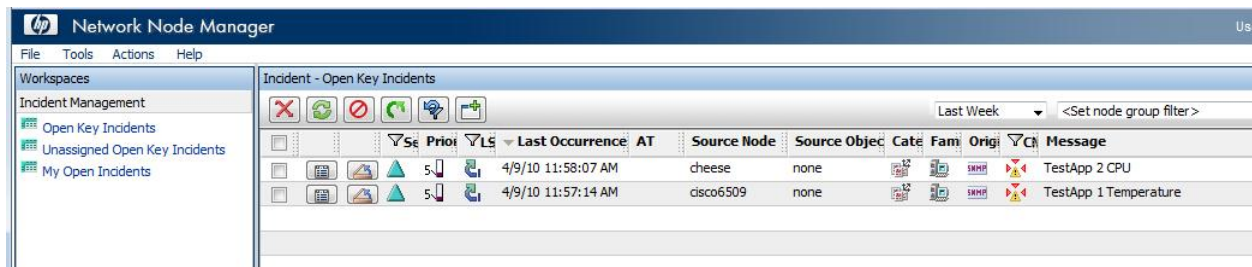 hp Network Node Manager
Us
File Tools Actions Help
Workspaces
Incident - Open Key Incidents
Incident Management
Open Key Incidents
Unassigned Open Key Incidents
My Open Incidents
Last Week <Set node group filter>
Se Prior LS Last Occurrence AT Source Node Source Objec Cate Fam Origi CN Message
5 4/9/10 11:58:07 AM cheese none SNMP TestApp 2 CPU
5 4/9/10 11:57:14 AM cisco6509 none SNMP TestApp 1 Temperature